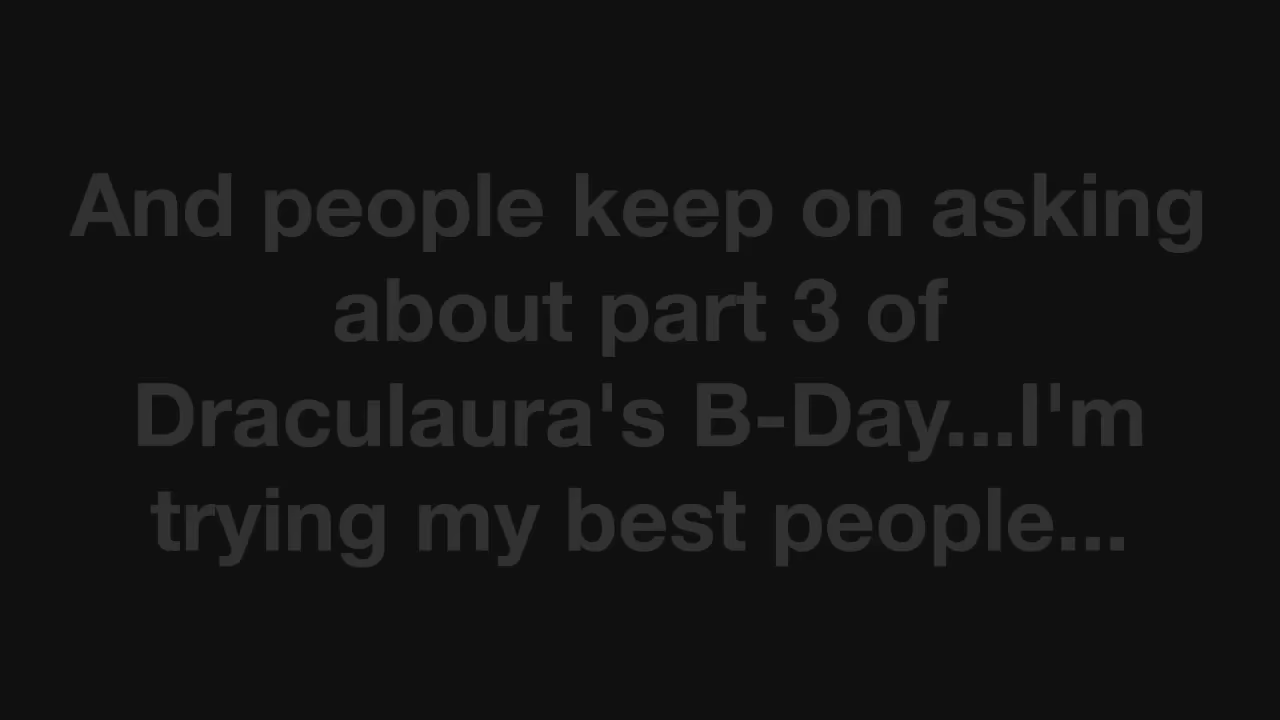 And people keep on asking
about part 3 of
Draculaura's B-Day...I'm
trying my best people...